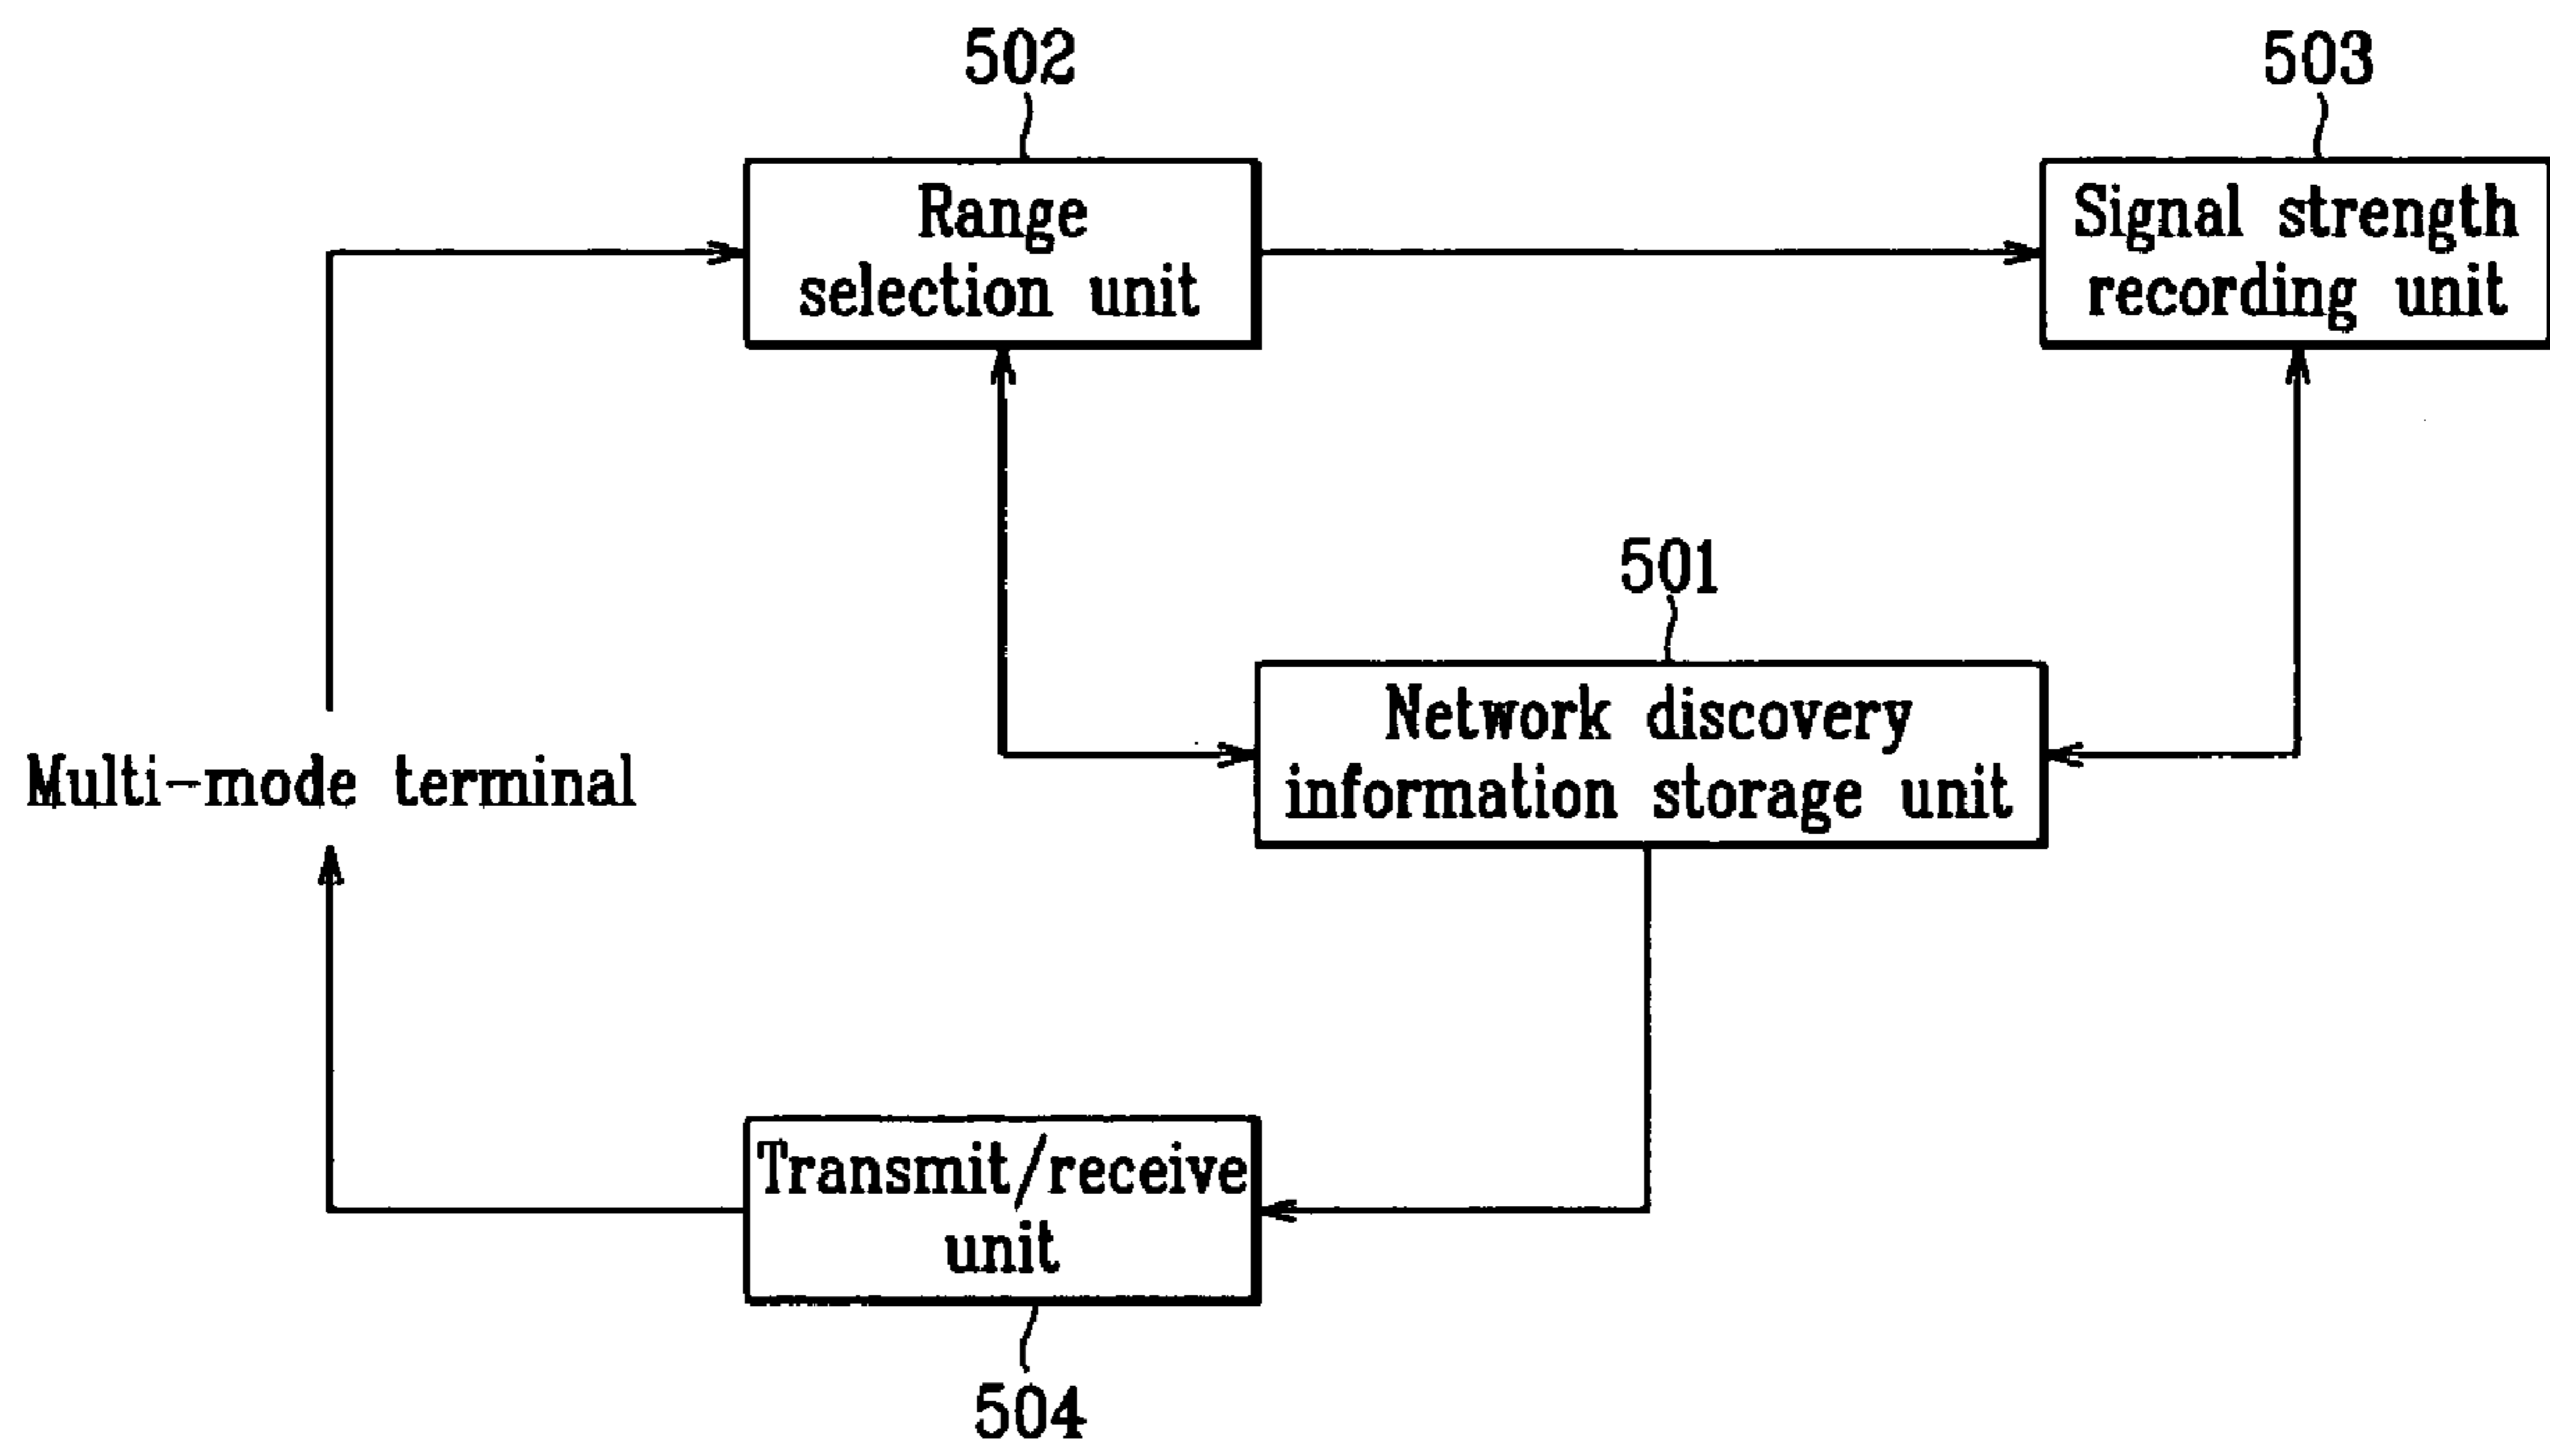 502
503
Range
selection unit
Signal strength
recording unit
501
Network discovery
information storage unit
Multi-mode terminal
Transmit/receive
unit
504